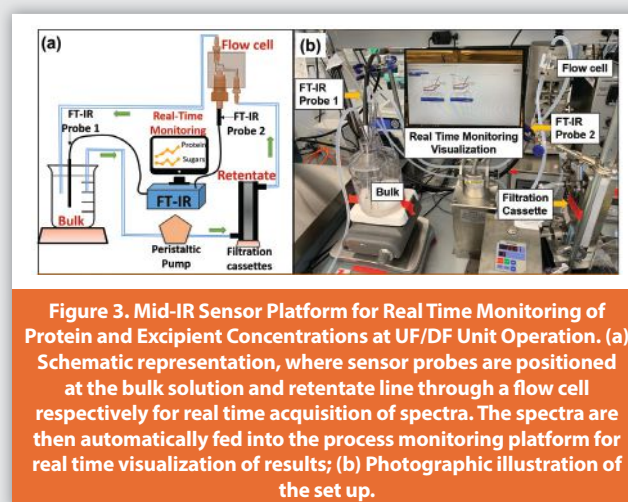 (a)
Flow cell
FT-IR
Probe 1
Real-Time
Monitoring
Protein
Sugars
FT-IR
Probe 2
Retentate
Bulk
FT-IR
Peristaltic
Pump
Filtration
cassettes
(b)
FT-IR
Probe 1
Flow cell
FT-IR
Probe 2
Real Time Monitoring
Visualization
Bulk
Filtration
Cassette
Figure 3. Mid-IR Sensor Platform for Real Time Monitoring of
Protein and Excipient Concentrations at UF/DF Unit Operation. (a)
Schematic representation, where sensor probes are positioned
at the bulk solution and retentate line through a flow cell
respectively for real time acquisition of spectra. The spectra are
then automatically fed into the process monitoring platform for
real time visualization of results; (b) Photographic illustration of
the set up.